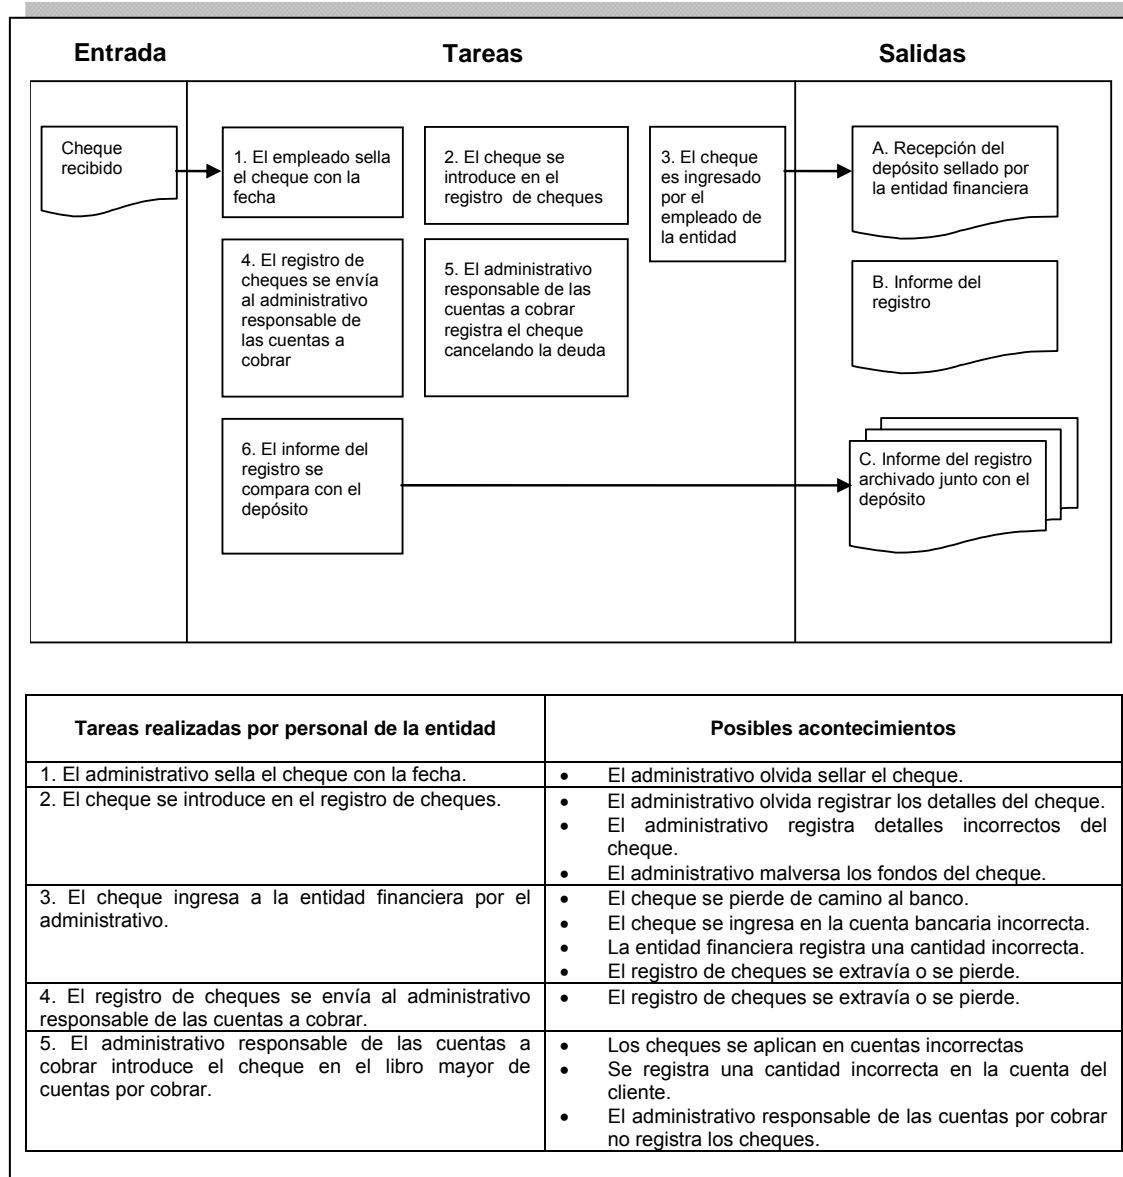 Entrada
Tareas
Salidas
Cheque
recibido
1. El empleado sella
el cheque con la
fecha
2. El cheque se
introduce en el
registro de cheques
3. El cheque
es ingresado
por el
empleado de
la entidad
A. Recepción del
depósito sellado por
la entidad financiera
4. El registro de
cheques se envía
al administrativo
responsable de
las cuentas a
cobrar
5. El administrativo
responsable de las
cuentas a cobrar
registra el cheque
cancelando la deuda
B. Informe del
registro
6. El informe del
registro se
compara con el
depósito
C. Informe del registro
archivado junto con el
depósito
Tareas realizadas por personal de la entidad
Posibles acontecimientos
1. El administrativo sella el cheque con la fecha.
• El administrativo olvida sellar el cheque.
2. El cheque se introduce en el registro de cheques.
• El administrativo olvida registrar los detalles del cheque.
• El administrativo registra detalles incorrectos del
cheque.
• El administrativo malversa los fondos del cheque.
3. El cheque ingresa a la entidad financiera por el
administrativo.
• El cheque se pierde de camino al banco.
• El cheque se ingresa en la cuenta bancaria incorrecta.
• La entidad financiera registra una cantidad incorrecta.
• El registro de cheques se extravía o se pierde.
4. El registro de cheques se envía al administrativo
responsable de las cuentas a cobrar.
• El registro de cheques se extravía o se pierde.
5. El administrativo responsable de las cuentas a
cobrar introduce el cheque en el libro mayor de
cuentas por cobrar.
• Los cheques se aplican en cuentas incorrectas
• Se registra una cantidad incorrecta en la cuenta del
cliente.
• El administrativo responsable de las cuentas por cobrar
no registra los cheques.